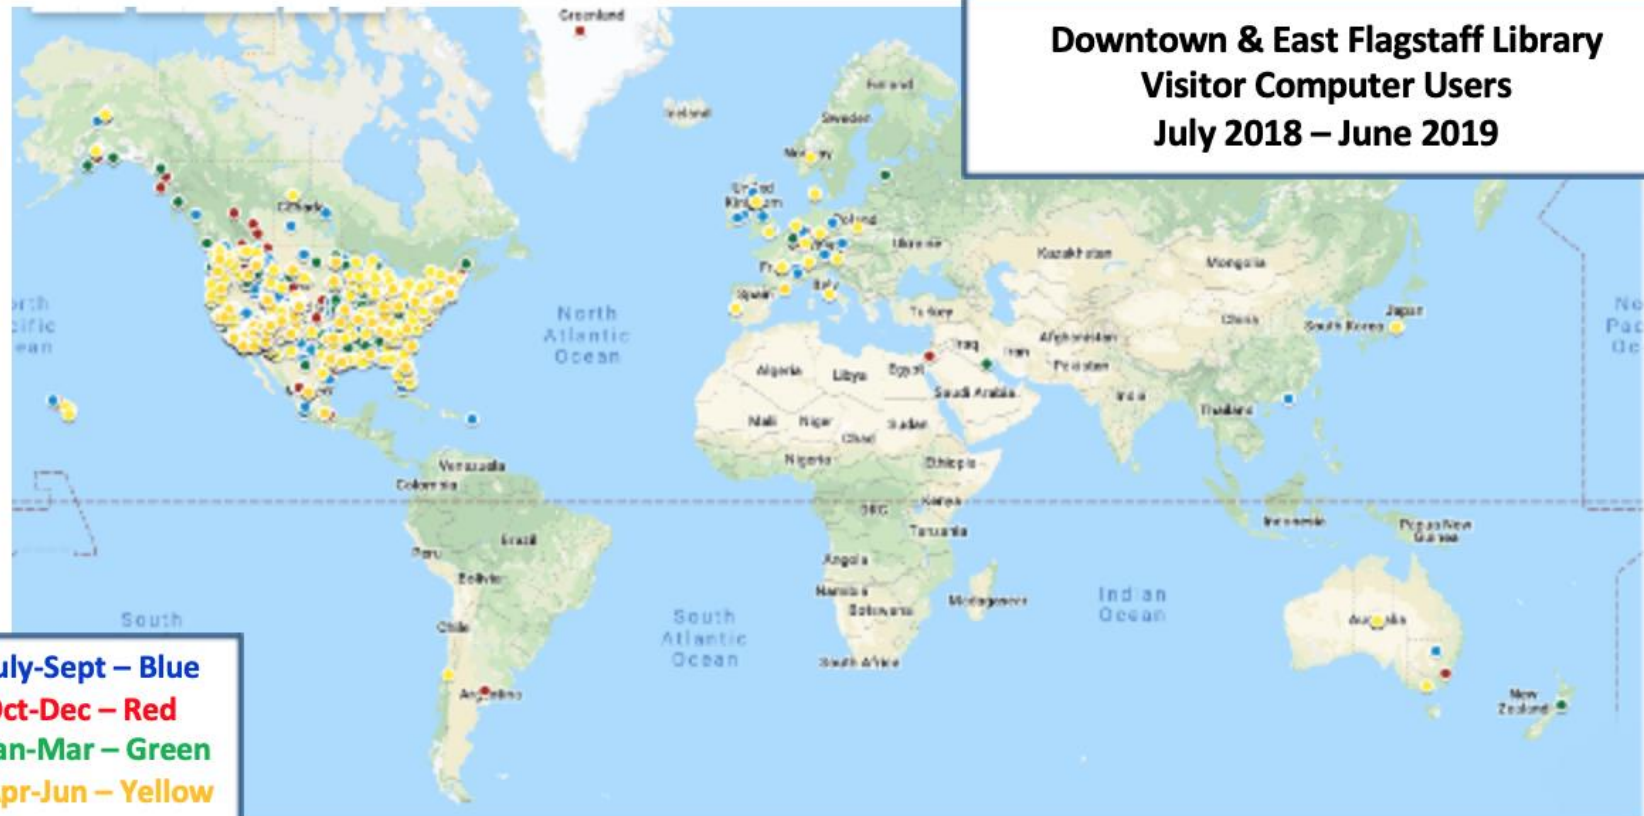 Downtown & East Flagstaff Library
Visitor Computer Users
July 2018 – June 2019
Greenland
Iceland
Finland
Sweden
Norway
United
Kingdom
Poland
Ukraine
Kazakhstan
Mongolia
Spain
Italy
Turkey
North
Atlantic
Ocean
China
Japan
South Korea
Afghanistan
Pakistan
Iraq
Iran
Algeria
Libya
Egypt
Saudi Arabia
India
Thailand
Mali
Niger
Chad
Sudan
Nigeria
Ethiopia
Venezuela
Colombia
Kenya
DRC
Tanzania
Indonesia
Papua New
Guinea
Peru
Brazil
Bolivia
Angola
Namibia
Botswana
Madagascar
Indian
Ocean
South
Chile
South
Atlantic
Ocean
South Africa
Argentina
Australia
New
Zealand
uly-Sept – Blue
ct-Dec – Red
an-Mar – Green
pr-Jun – Yellow